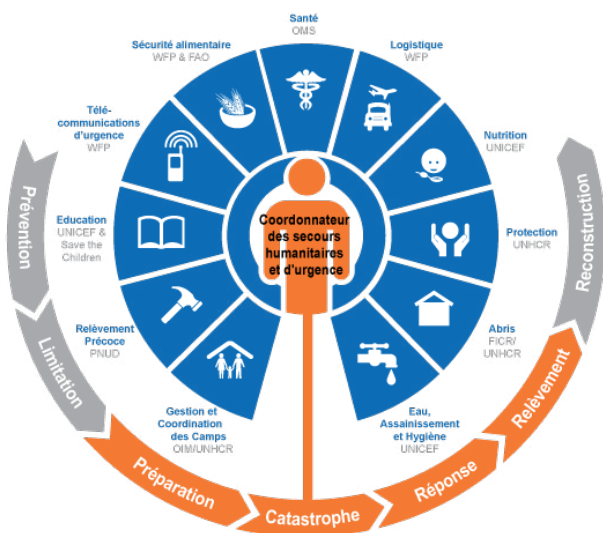 Santé
OMS
Logistique
WFP
Nutrition
UNICEF
Protection
UNHCR
Abris
FICR/
UNHCR
Eau,
Assainissement
et Hygiène
UNICEF
Gestion et
Coordination
des Camps
OIM/UNHCR
Relèvement
Précoce
PNUD
Education
UNICEF &
Save the
Children
Télé-
communications
d'urgence
WFP
Sécurité alimentaire
WFP & FAO
Coordonnateur
des secours
humanitaires
et d'urgence
Prévention
Limitation
Préparation
Catastrophe
Réponse
Relèvement
Reconstruction